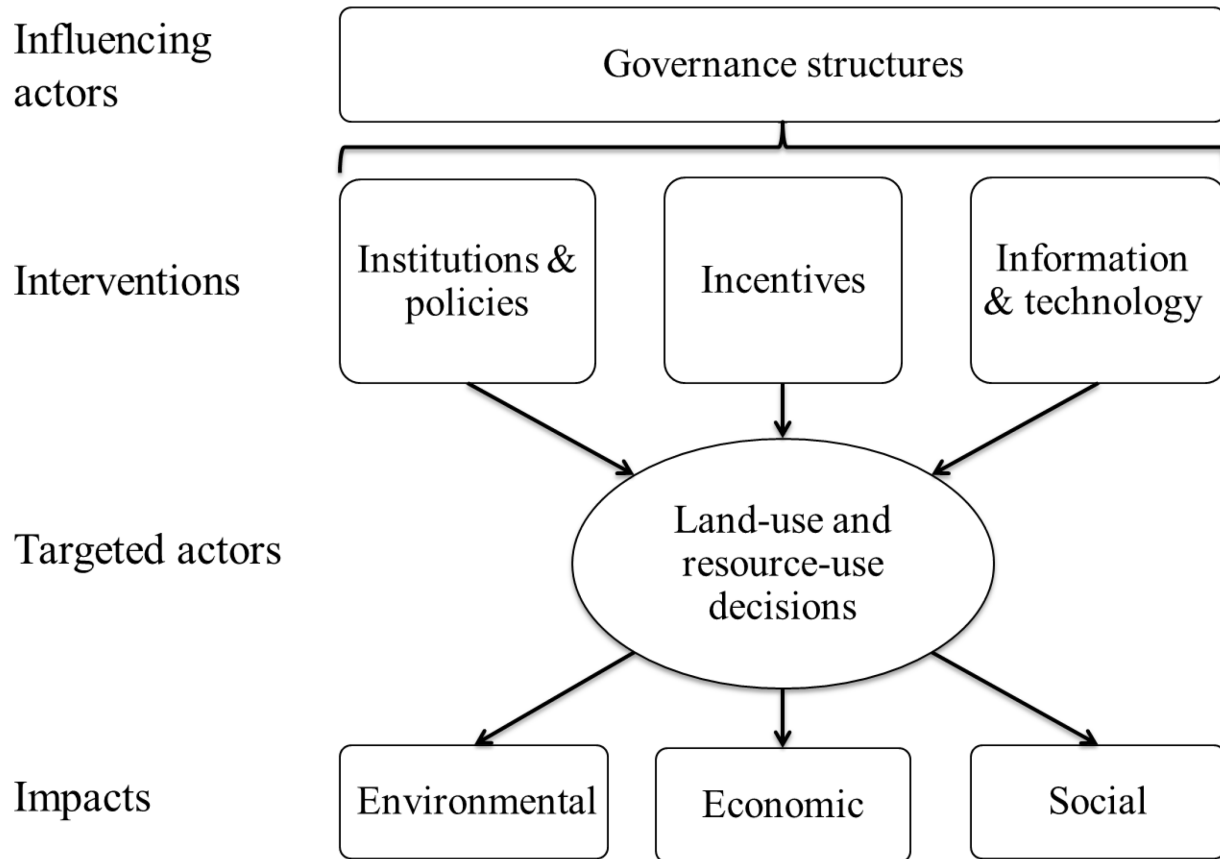 Influencing
actors
Governance structures
Interventions
Institutions &
policies
Incentives
Information
& technology
Targeted actors
Land-use and
resource-use
decisions
Impacts
Environmental
Economic
Social